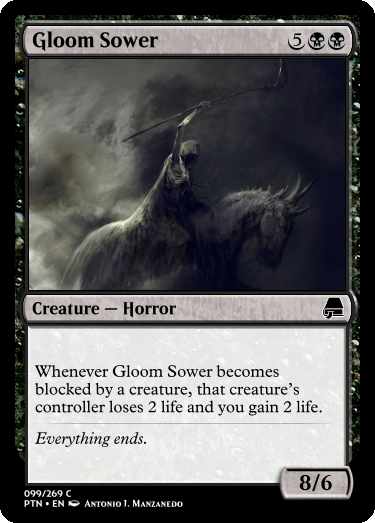 Gloom Sower 5
Creature — Horror
Whenever Gloom Sower becomes
blocked by a creature, that creature's
controller loses 2 life and you gain 2 life.
Everything ends.
8/6
099/269 C
PTN • EN Antonio J. Manzanedo